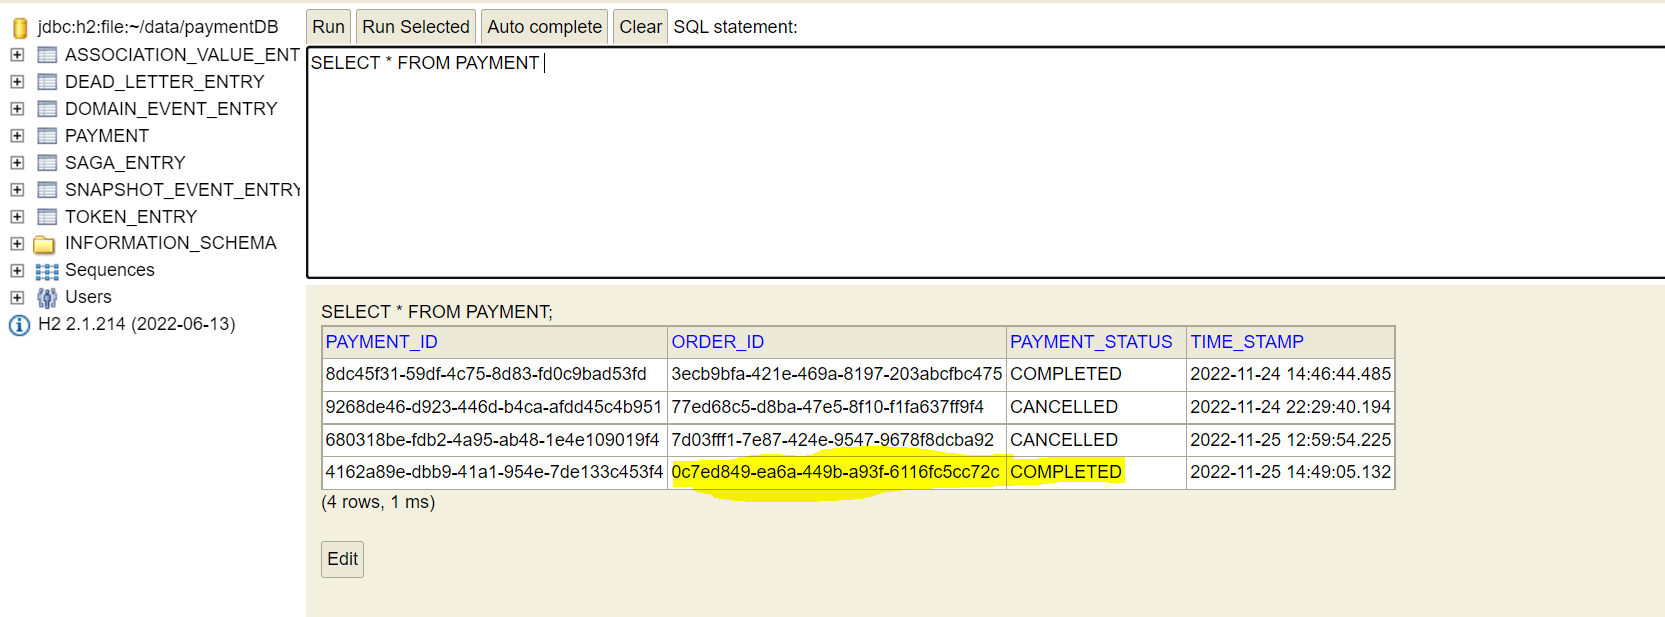 jdbc:h2:file:~/data/paymentDB
ASSOCIATION_VALUE_ENT
DEAD_LETTER_ENTRY
DOMAIN_EVENT_ENTRY
PAYMENT
SAGA_ENTRY
SNAPSHOT_EVENT_ENTRY
TOKEN_ENTRY
INFORMATION_SCHEMA
Sequences
Users
H2 2.1.214 (2022-06-13)
Run Run Selected Auto complete Clear SQL statement:
SELECT * FROM PAYMENT
SELECT * FROM PAYMENT;
PAYMENT_ID ORDER_ID PAYMENT_STATUS TIME_STAMP
8dc45f31-59df-4c75-8d83-fd0c9bad53fd 3ecb9bfa-421e-469a-8197-203abcfbc475 COMPLETED 2022-11-24 14:46:44.485
9268de46-d923-446d-b4ca-afdd45c4b951 77ed68c5-d8ba-47e5-8f10-f1fa637ff9f4 CANCELLED 2022-11-24 22:29:40.194
680318be-fdb2-4a95-ab48-1e4e109019f4 7d03fff1-7e87-424e-9547-9678f8dcba92 CANCELLED 2022-11-25 12:59:54.225
4162a89e-dbb9-41a1-954e-7de133c453f4 0c7ed849-ea6a-449b-a93f-6116fc5cc72c COMPLETED 2022-11-25 14:49:05.132
(4 rows, 1 ms)
Edit